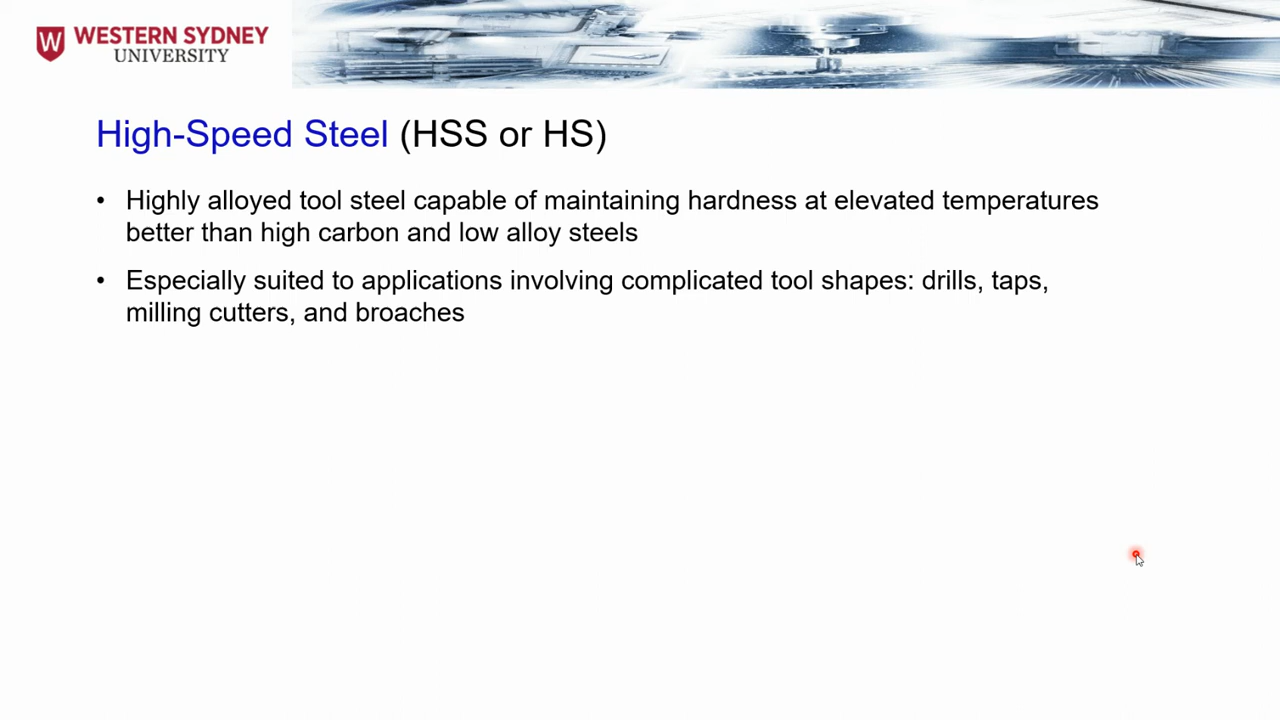 WESTERN SYDNEY
UNIVERSITY
High-Speed Steel (HSS or HS)
• Highly alloyed tool steel capable of maintaining hardness at elevated temperatures
better than high carbon and low alloy steels
• Especially suited to applications involving complicated tool shapes: drills, taps,
milling cutters, and broaches